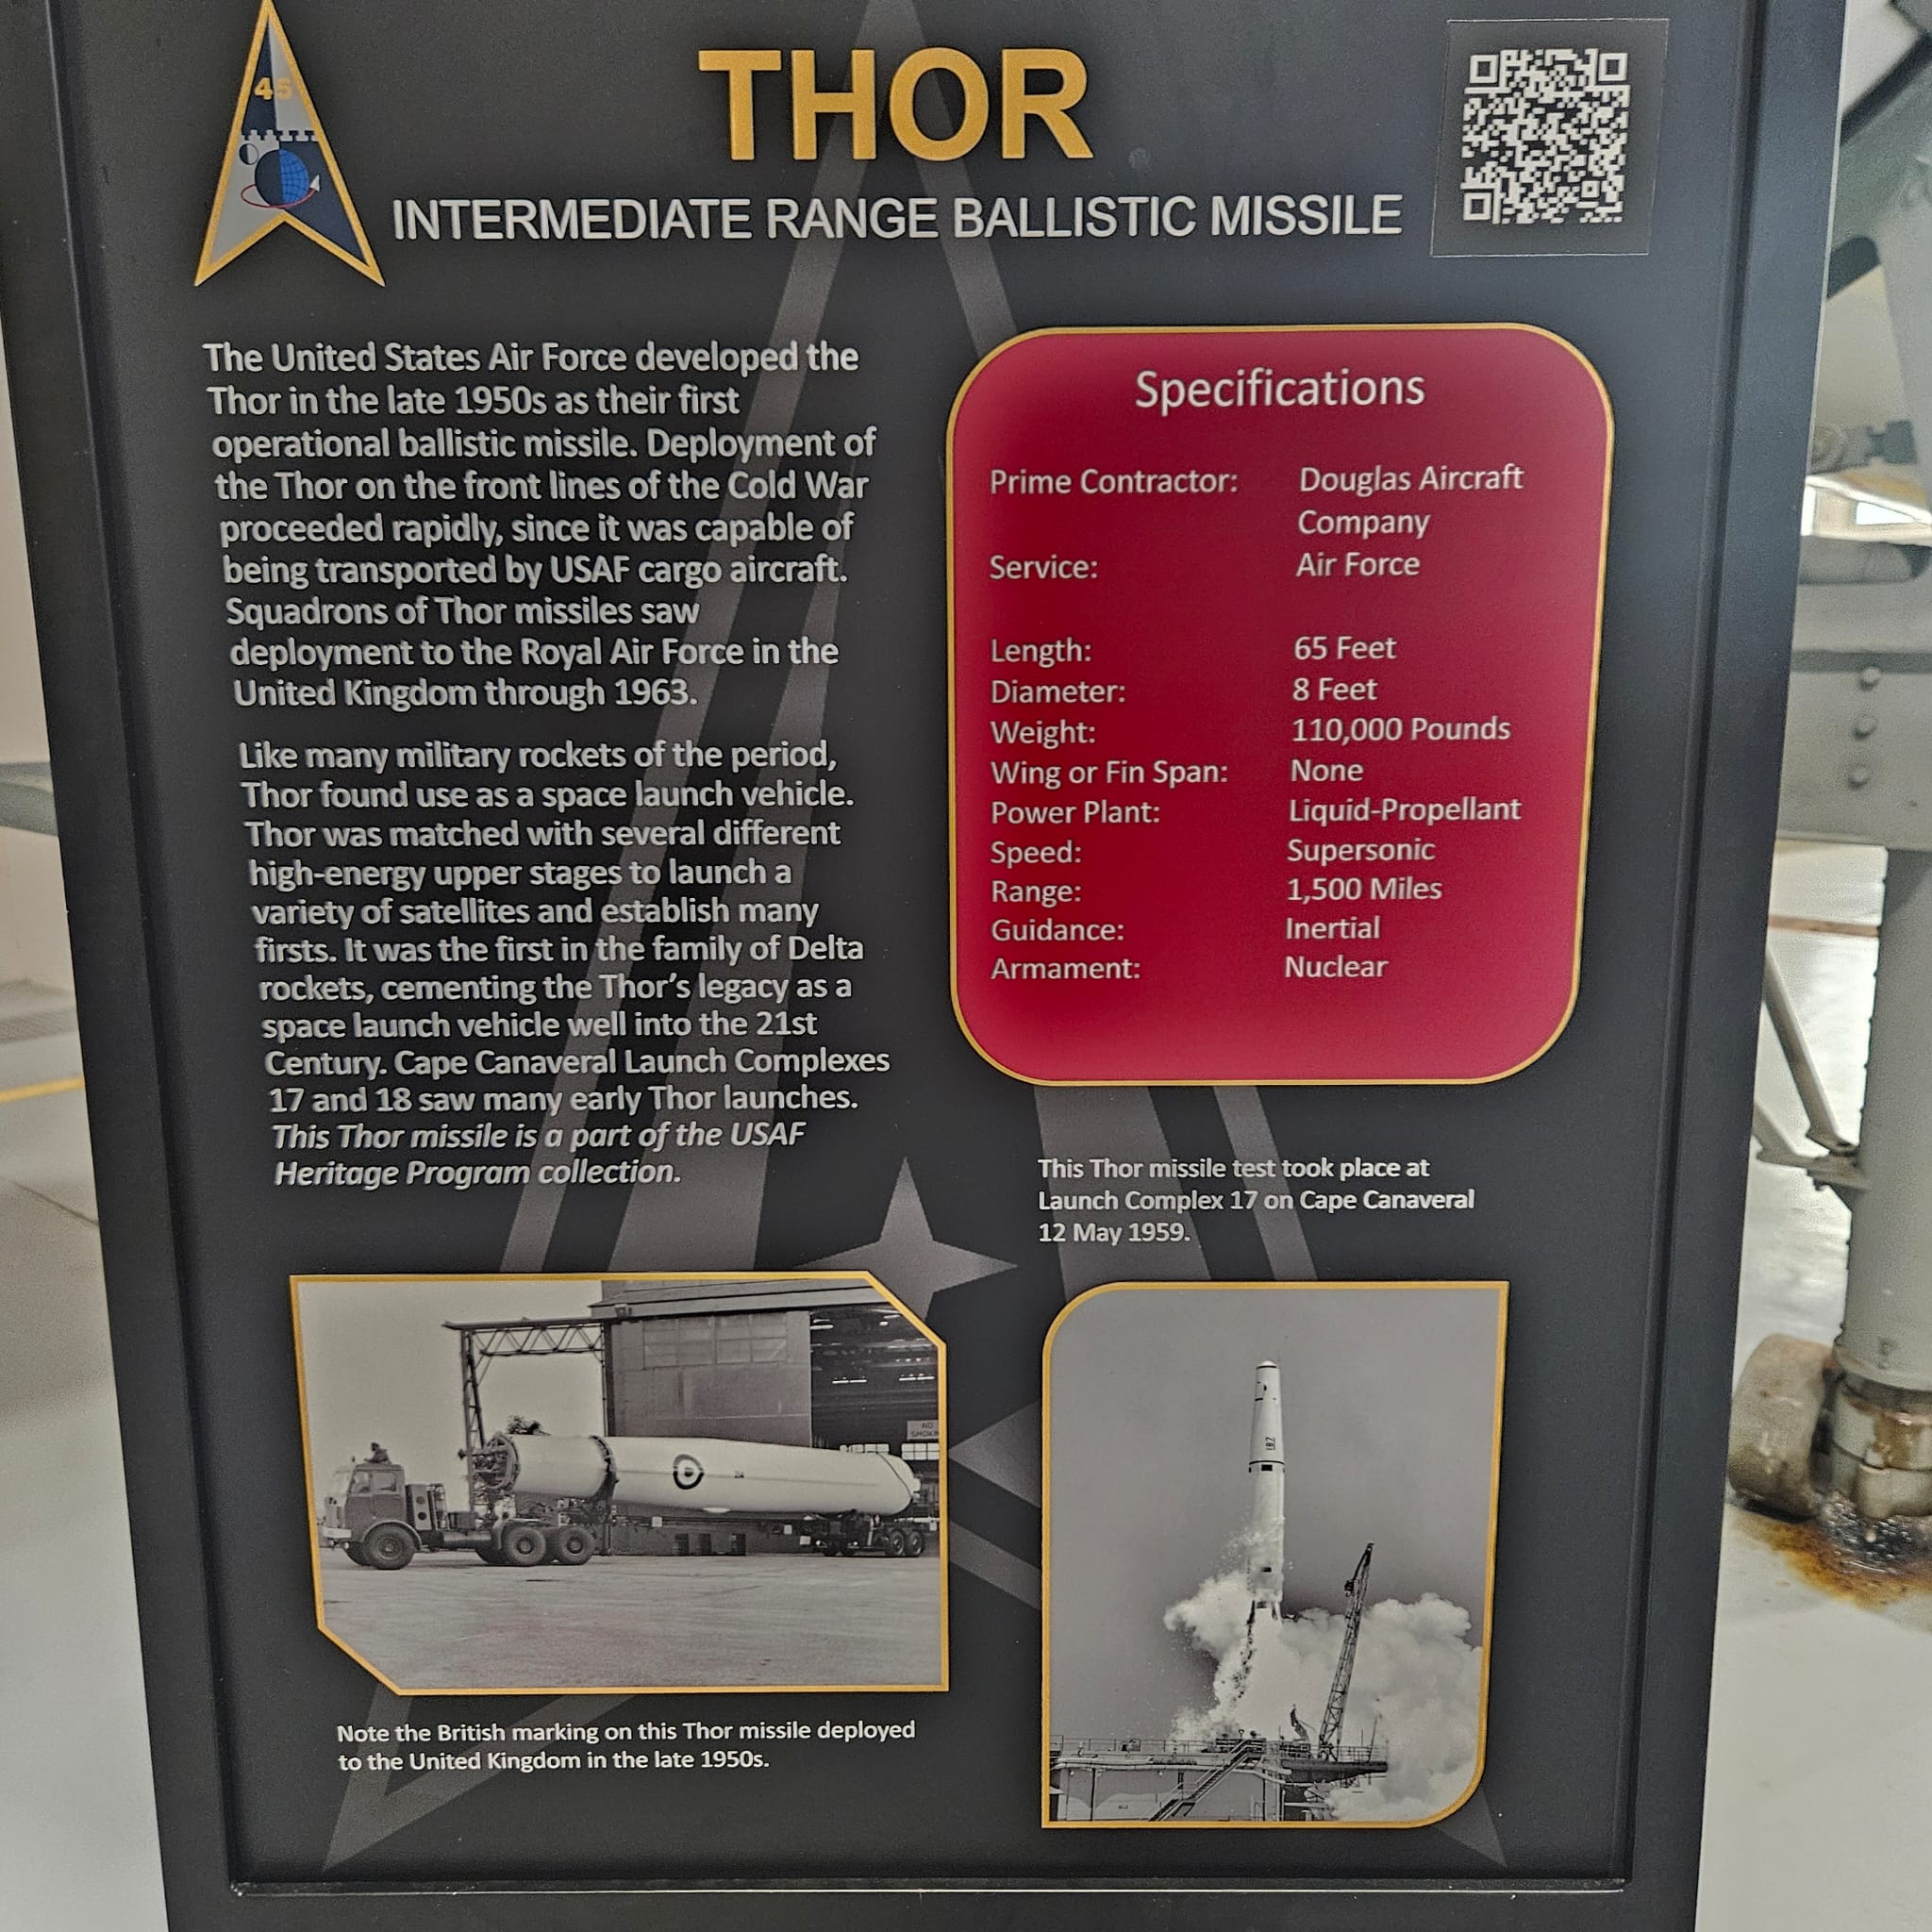 45
THOR
INTERMEDIATE RANGE BALLISTIC MISSILE
The United States Air Force developed the
Thor in the late 1950s as their first
operational ballistic missile. Deployment of
the Thor on the front lines of the Cold War
proceeded rapidly, since it was capable of
being transported by USAF cargo aircraft.
Squadrons of Thor missiles saw
deployment to the Royal Air Force in the
United Kingdom through 1963.
Like many military rockets of the period,
Thor found use as a space launch vehicle.
Thor was matched with several different
high-energy upper stages to launch a
variety of satellites and establish many
firsts. It was the first in the family of Delta
rockets, cementing the Thor's legacy as a
space launch vehicle well into the 21st
Century. Cape Canaveral Launch Complexes
17 and 18 saw many early Thor launches.
This Thor missile is a part of the USAF
Heritage Program collection.
Specifications
Prime Contractor: Douglas Aircraft
Company
Service: Air Force
Length: 65 Feet
Diameter: 8 Feet
Weight: 110,000 Pounds
Wing or Fin Span: None
Power Plant: Liquid-Propellant
Speed: Supersonic
Range: 1,500 Miles
Guidance: Inertial
Armament: Nuclear
This Thor missile test took place at
Launch Complex 17 on Cape Canaveral
12 May 1959.
NO
SMOKIN
Note the British marking on this Thor missile deployed
to the United Kingdom in the late 1950s.